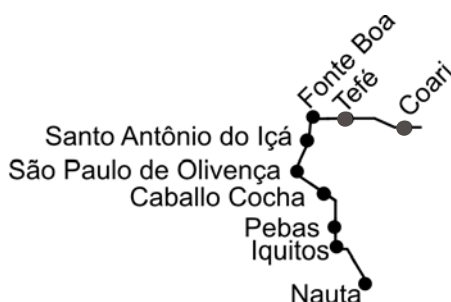 Fonte Boa
Tefé
Coari
Santo Antônio do Içá
São Paulo de Olivença
Caballo Cocha
Pebas
Iquitos
Nauta